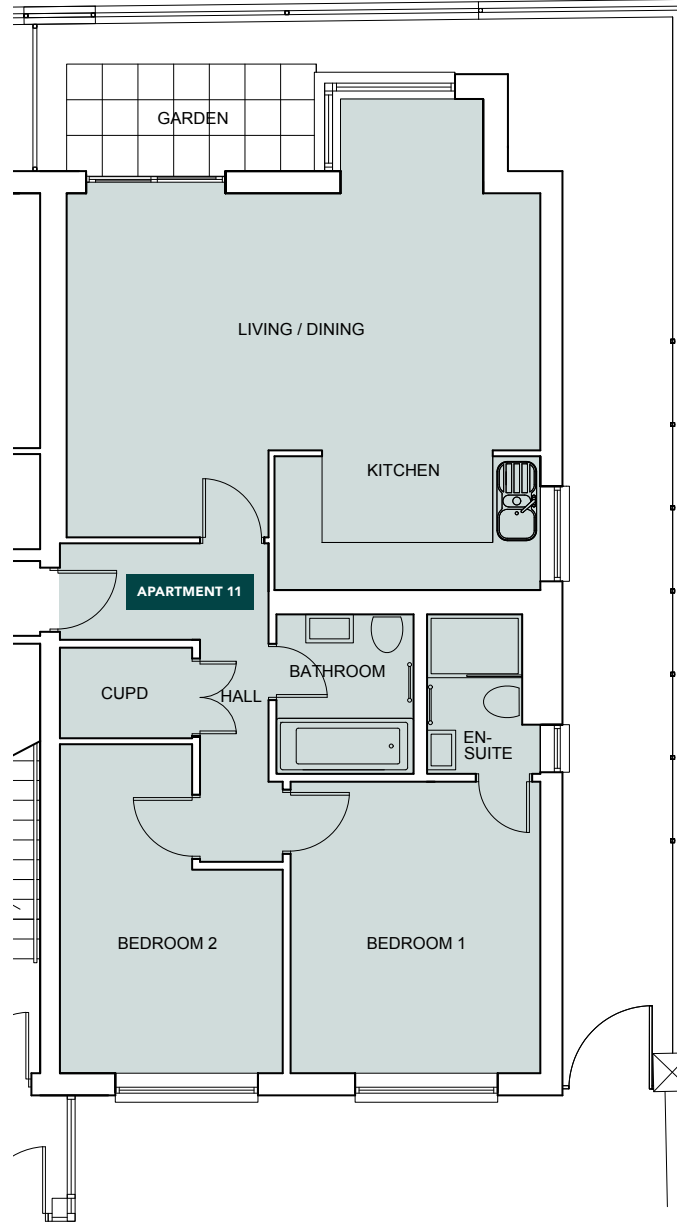 GARDEN
LIVING / DINING
KITCHEN
APARTMENT 11
BATHROOM
CUPD
HALL
EN-
SUITE
BEDROOM 2
BEDROOM 1